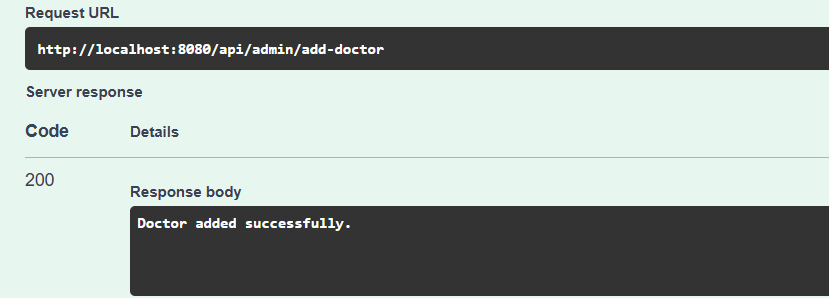 Request URL
http://localhost:8080/api/admin/add-doctor
Server response
Code Details
200
Response body
Doctor added successfully.